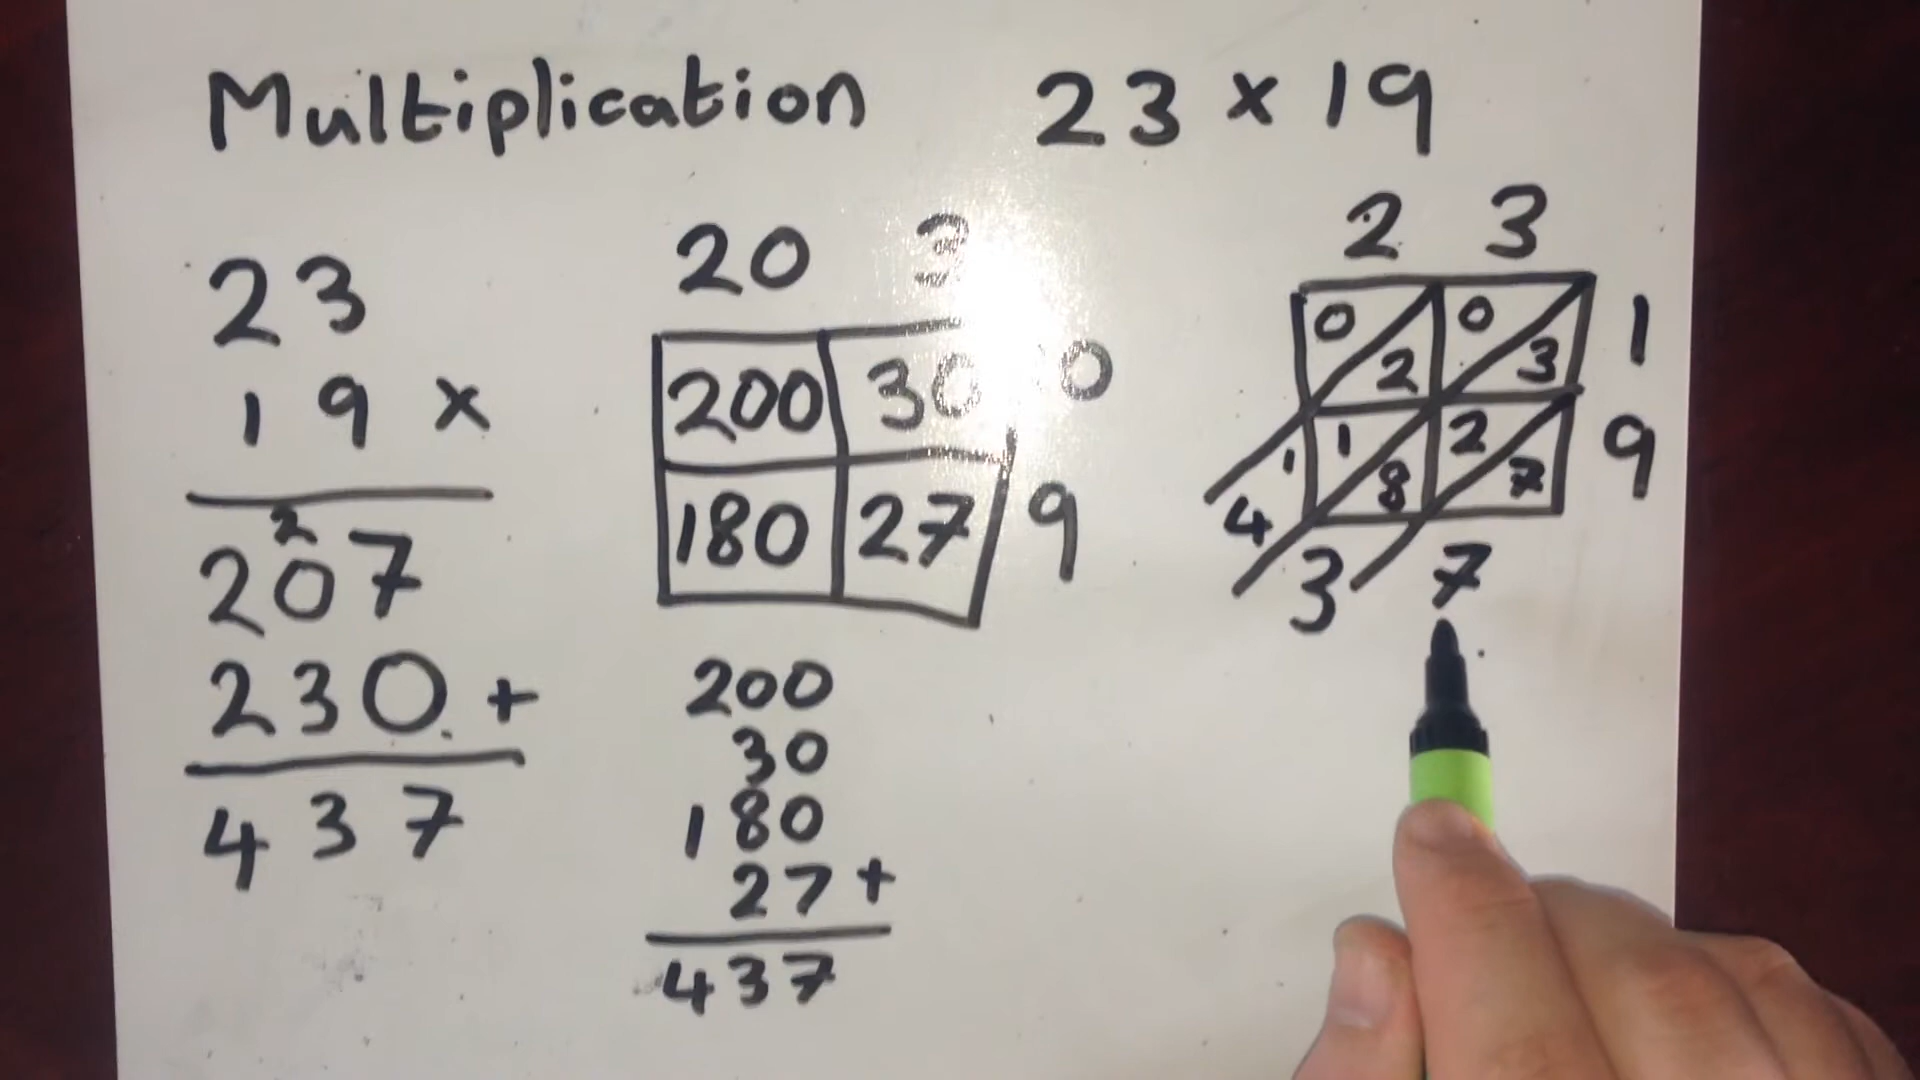 Multiplication 23 × 19
23
19 ×
2
207
230 +
437
20 3
200 30 0
180 27 9
200
30
180
27 +
437
2 3
0 2 0 3 1
1 1 8 2 7 9
4 3 7